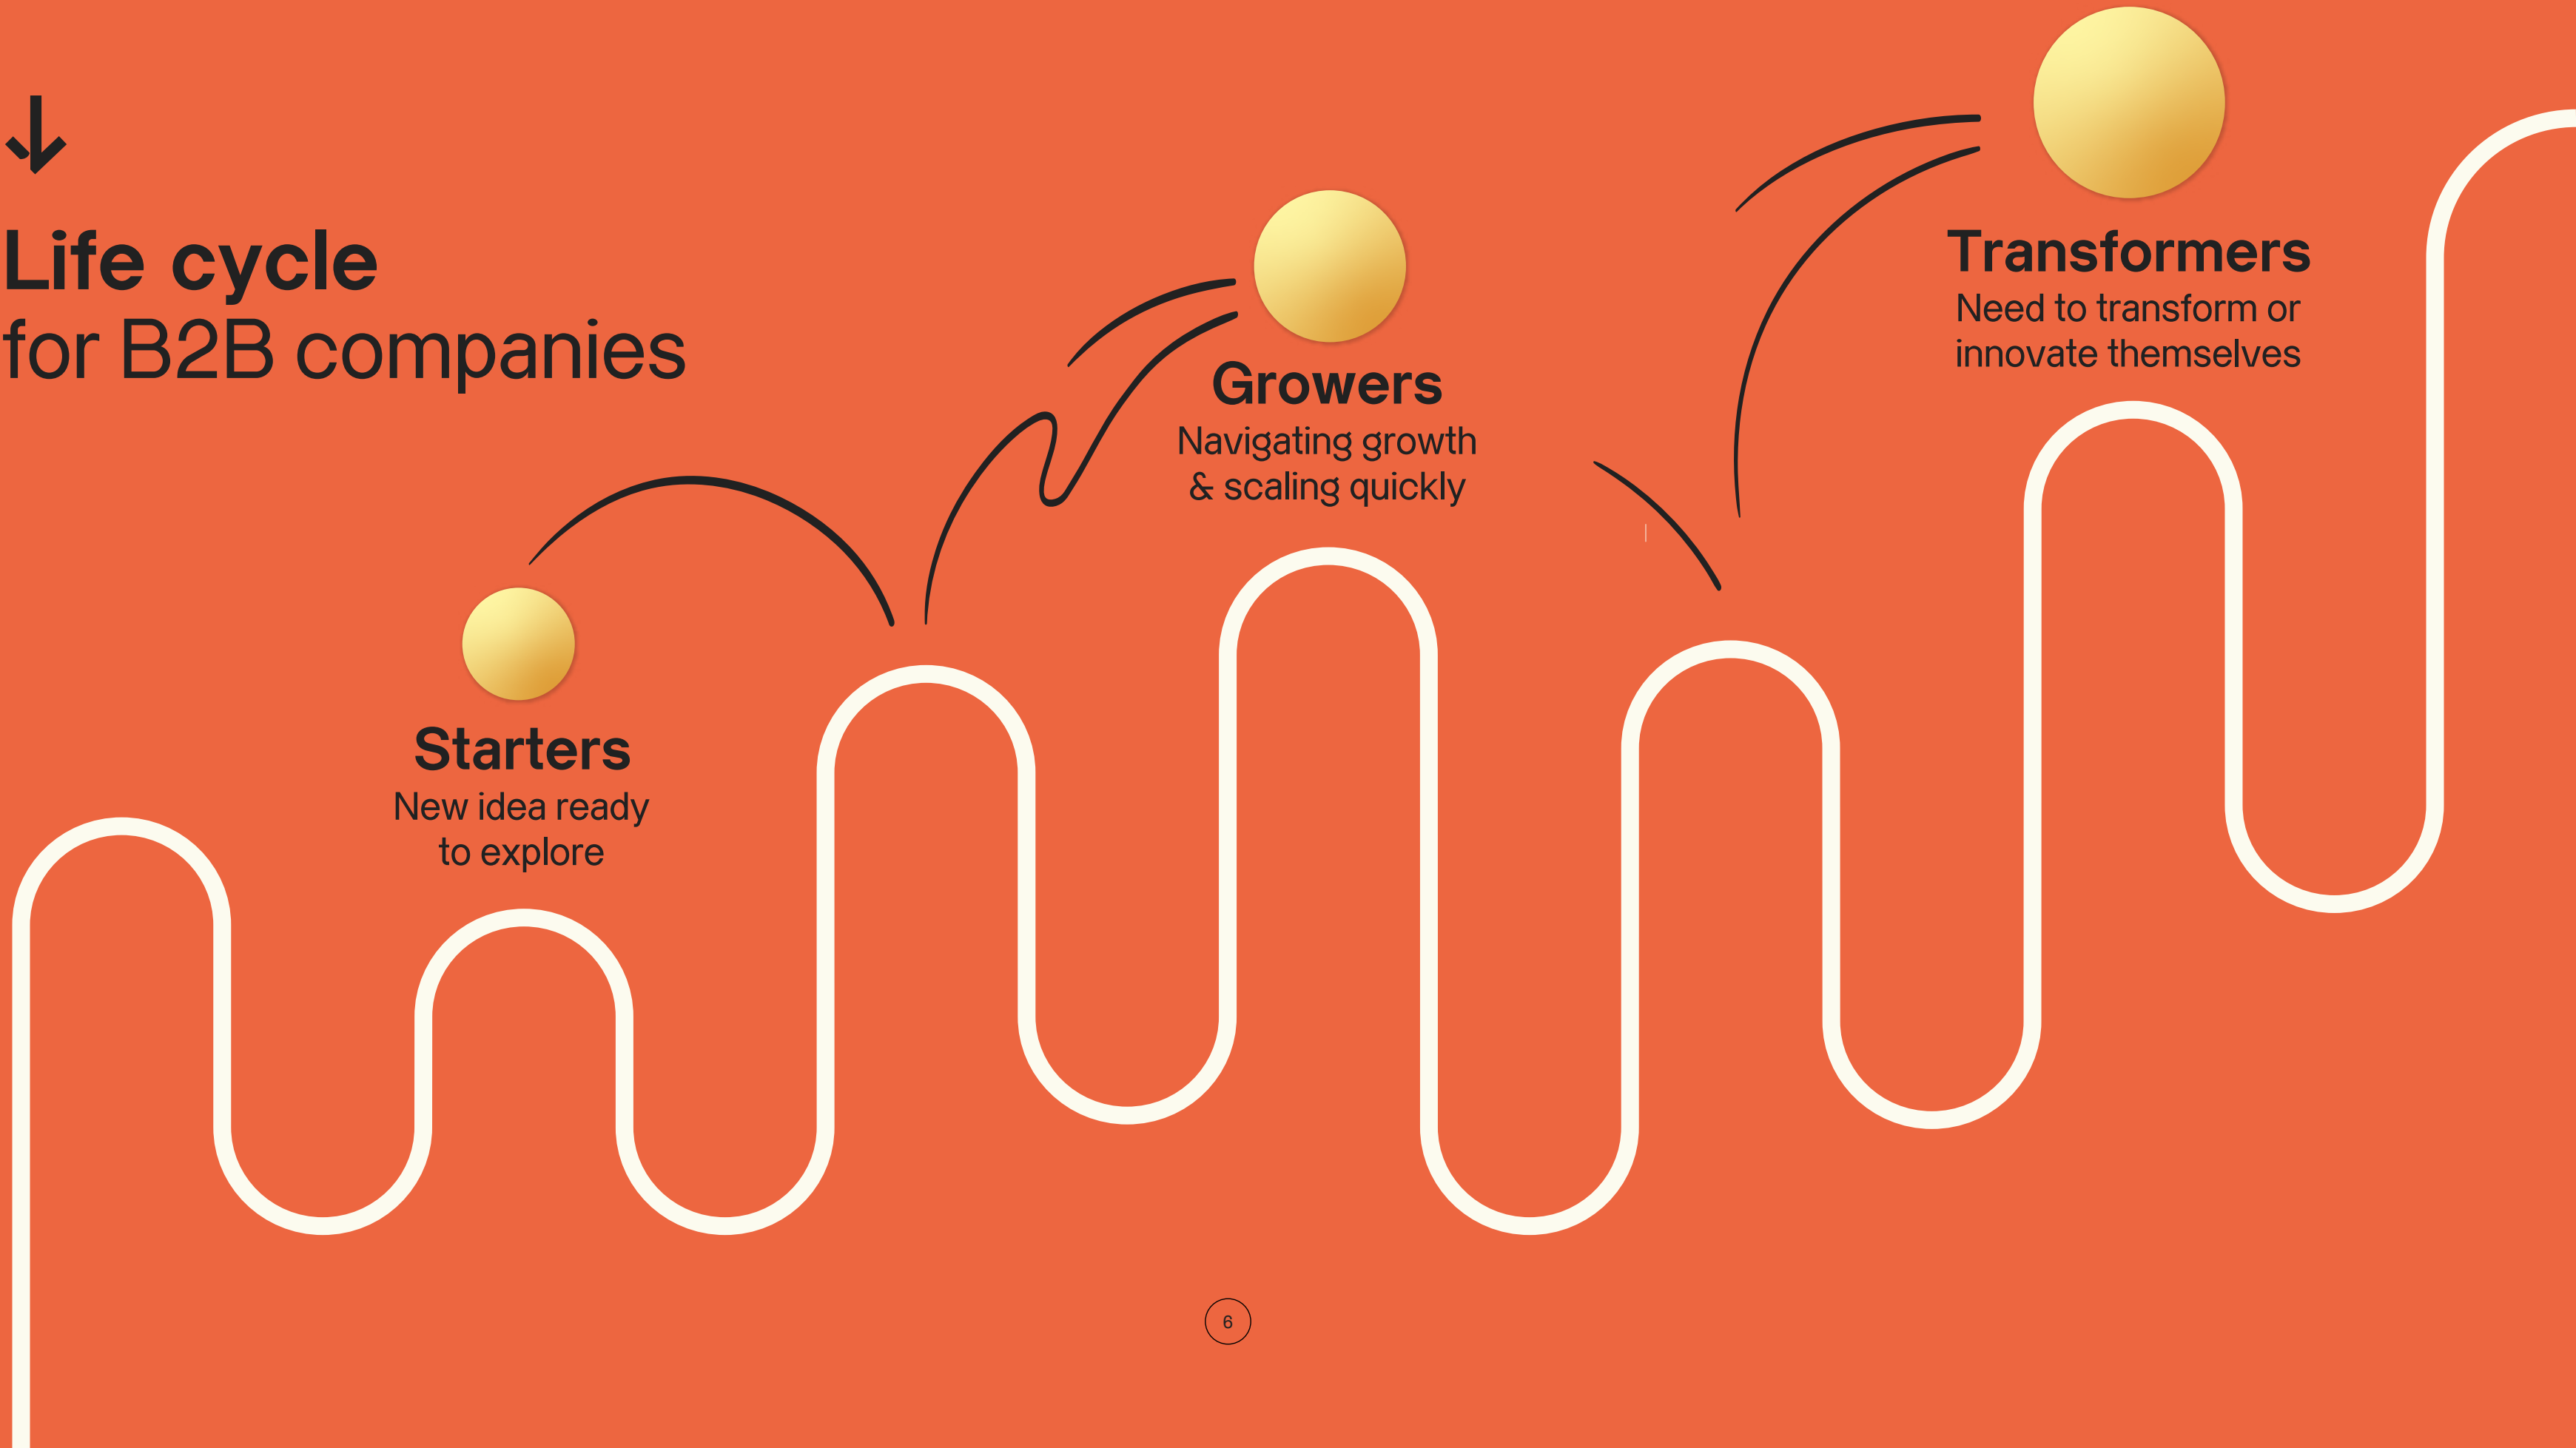 Life cycle
for B2B companies
Starters
New idea ready
to explore
Growers
Navigating growth
& scaling quickly
Transformers
Need to transform or
innovate themselves
6